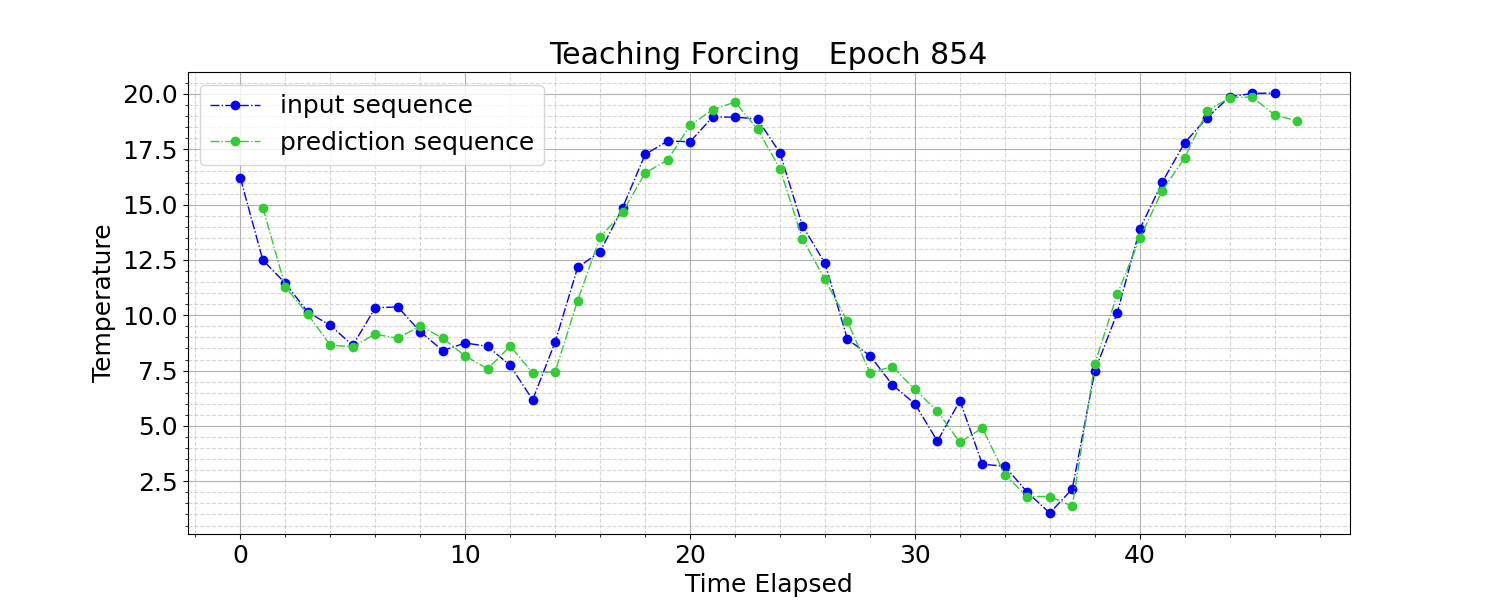 Teaching Forcing   Epoch 854
input sequence
prediction sequence
Temperature
20.0
17.5
15.0
12.5
10.0
7.5
5.0
2.5
0 10 20 30 40
Time Elapsed